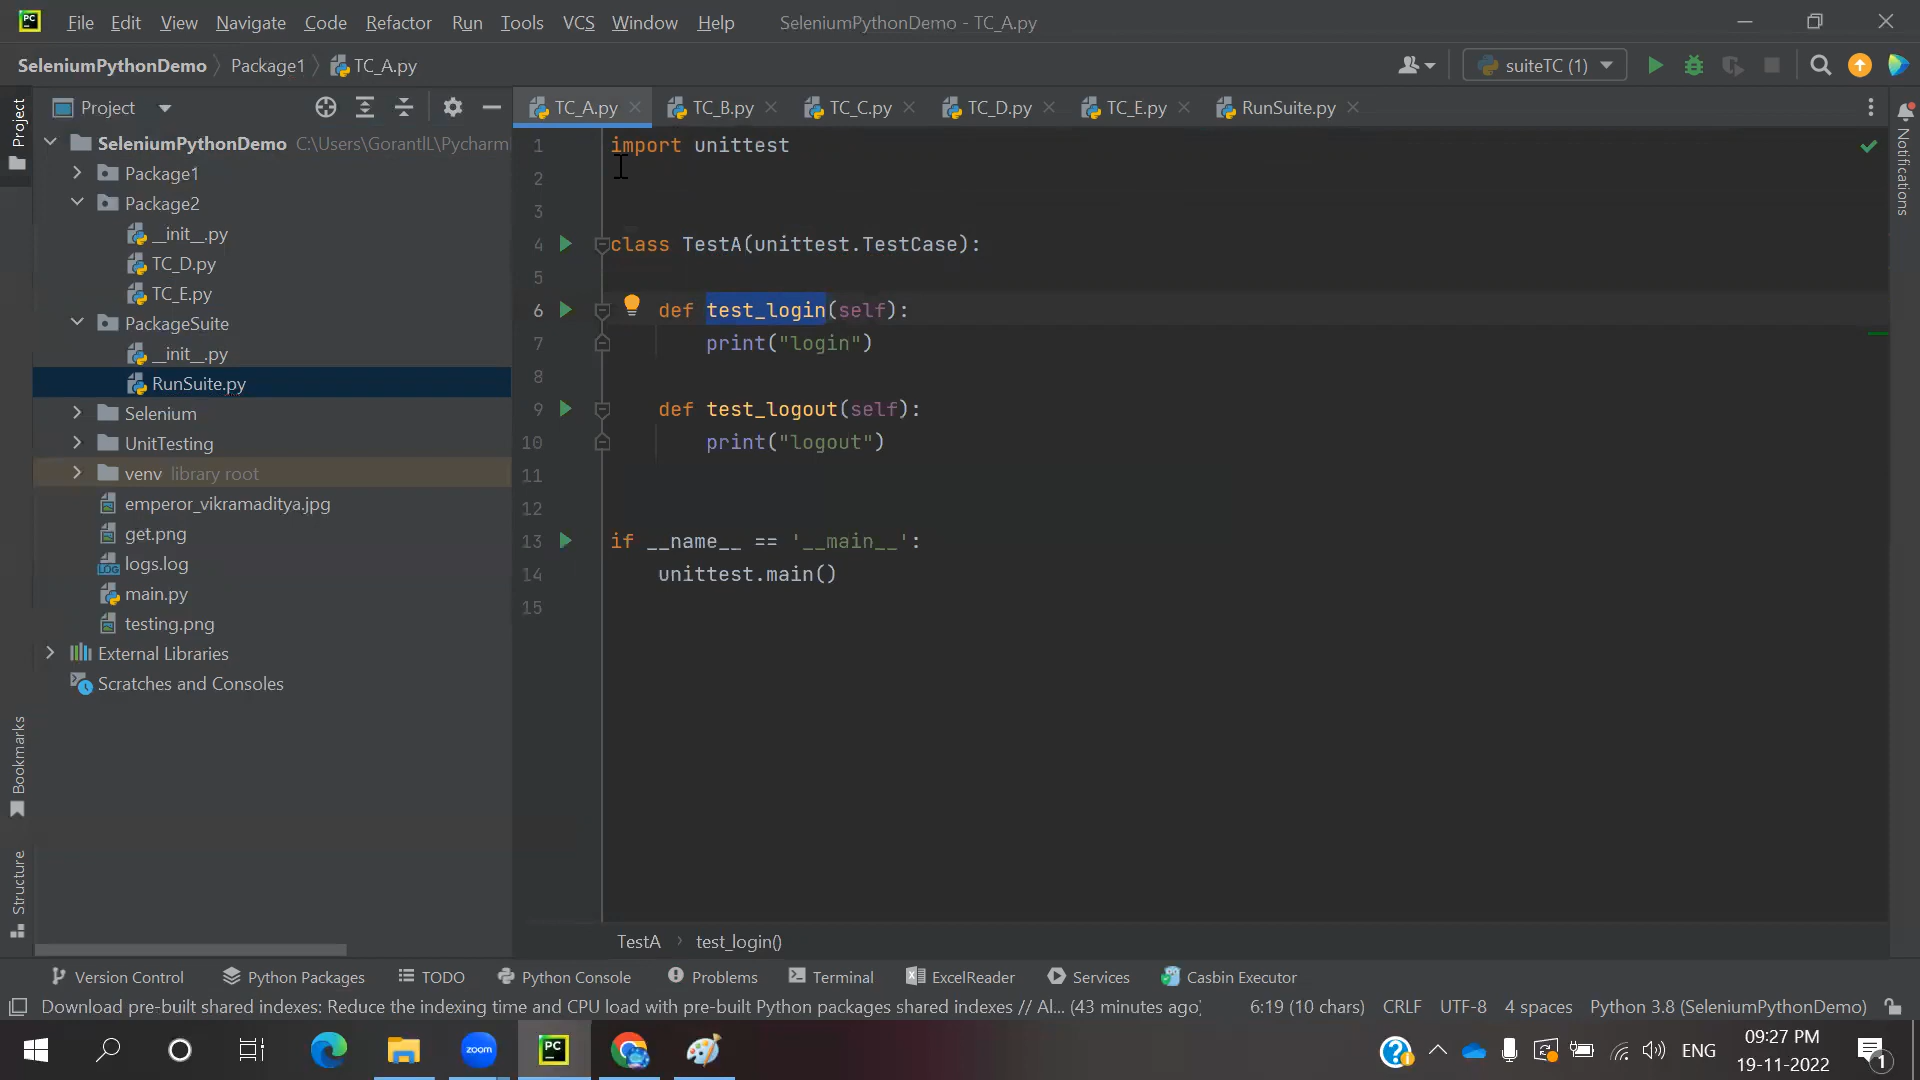 PC File Edit View Navigate Code Refactor Run Tools VCS Window Help SeleniumPythonDemo - TC_A.py
SeleniumPythonDemo Package1 TC_A.py suiteTC (1)
Project
Project
TC_A.py TC_B.py TC_C.py TC_D.py TC_E.py RunSuite.py
SeleniumPythonDemo C:\Users\GorantlL\Pycharm
Package1
Package2
__init__.py
TC_D.py
TC_E.py
PackageSuite
__init__.py
RunSuite.py
Selenium
UnitTesting
venv library root
emperor_vikramaditya.jpg
get.png
LOG logs.log
main.py
testing.png
External Libraries
Scratches and Consoles
Bookmarks
Structure
1 import unittest
2
3
4 class TestA(unittest.TestCase):
5
6 def test_login(self):
7 print("login")
8
9 def test_logout(self):
10 print("logout")
11
12
13 if __name__ == '__main__':
14 unittest.main()
15
Notifications
TestA test_login()
Version Control Python Packages TODO Python Console Problems Terminal ExcelReader Services Casbin Executor
Download pre-built shared indexes: Reduce the indexing time and CPU load with pre-built Python packages shared indexes // Al... (43 minutes ago) 6:19 (10 chars) CRLF UTF-8 4 spaces Python 3.8 (SeleniumPythonDemo)
zoom PC ENG 09:27 PM
19-11-2022 1